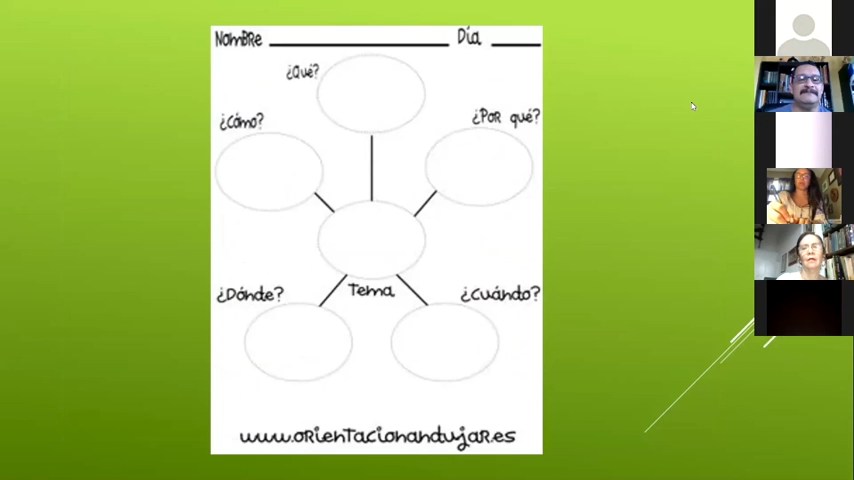 Nombre Día
¿Qué?
¿Cómo? ¿Por qué?
¿Dónde? Tema ¿Cuándo?
www.orientacionandujar.es